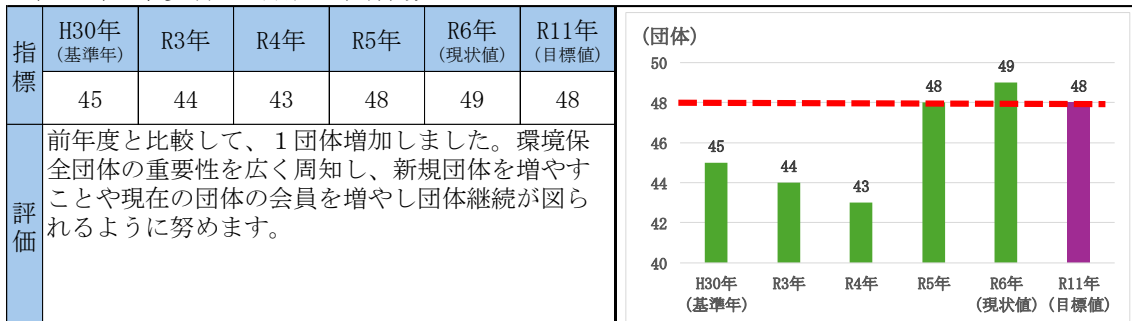 指標
H30年
(基準年)
R3年
R4年
R5年
R6年
(現状値)
R11年
(目標値)
45
44
43
48
49
48
評価
前年度と比較して、１団体増加しました。環境保
全団体の重要性を広く周知し、新規団体を増やす
ことや現在の団体の会員を増やし団体継続が図ら
れるように努めます。
(団体)
50
48
46
44
42
40
45
44
43
48
49
48
H30年
(基準年)
R3年
R4年
R5年
R6年
(現状値)
R11年
(目標値)